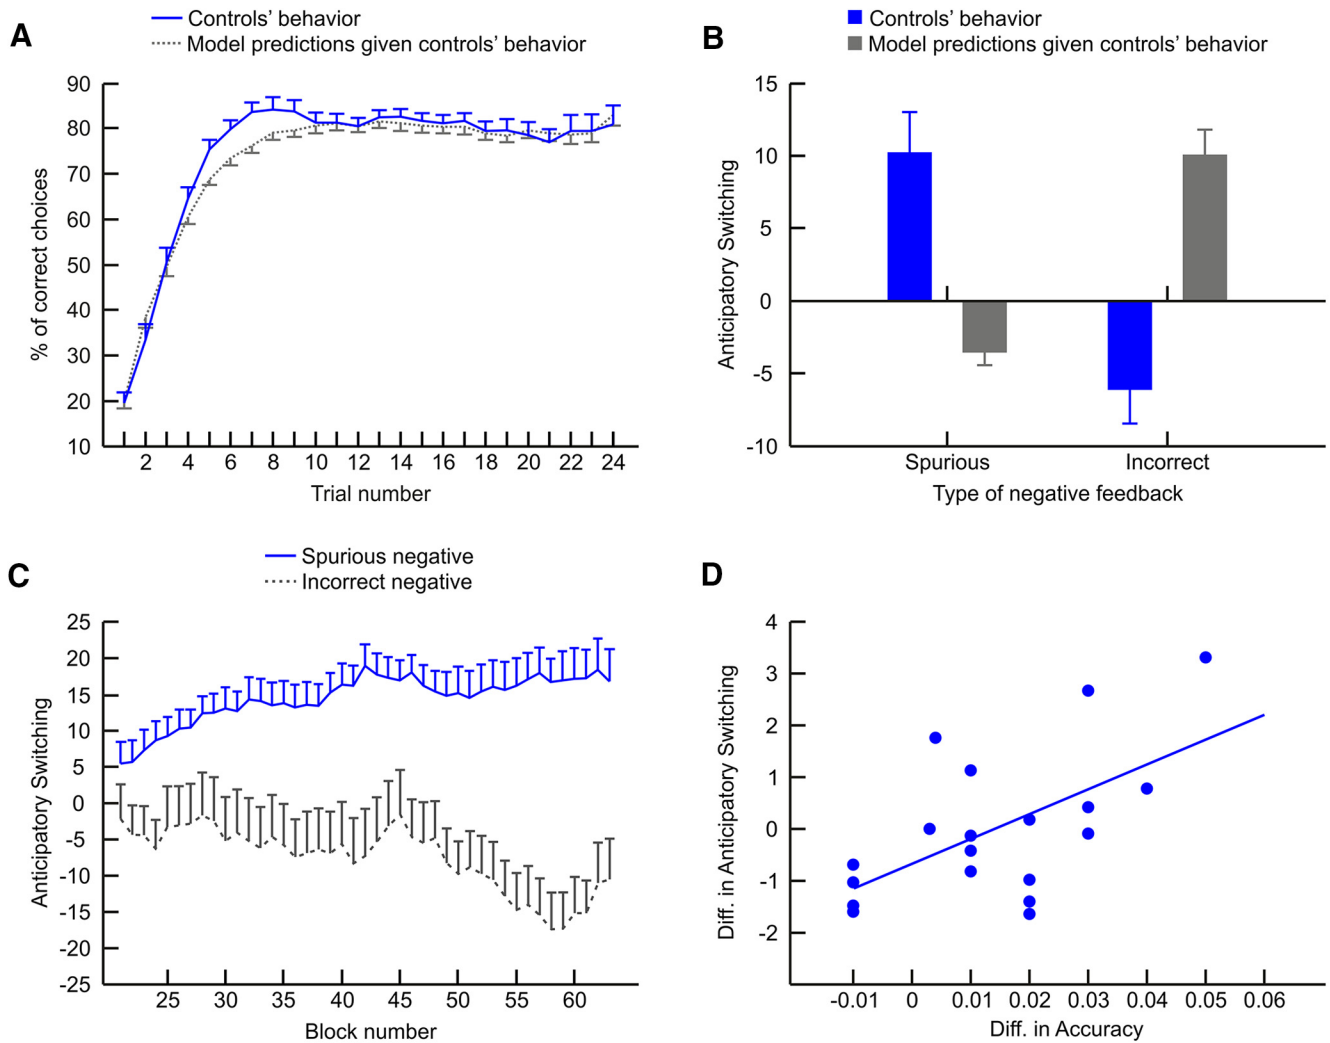 A
Controls’ behavior
Model predictions given controls’ behavior
90
80
70
60
50
40
30
20
10
% of correct choices
2 4 6 8 10 12 14 16 18 20 22 24
Trial number
B
Controls’ behavior
Model predictions given controls’ behavior
15
10
5
0
-5
-10
Anticipatory Switching
Spurious Incorrect
Type of negative feedback
C
Spurious negative
Incorrect negative
25
20
15
10
5
0
-5
-10
-15
-20
-25
Anticipatory Switching
25 30 35 40 45 50 55 60
Block number
D
4
3
2
1
0
-1
-2
Diff. in Anticipatory Switching
-0.01 0 0.01 0.02 0.03 0.04 0.05 0.06
Diff. in Accuracy